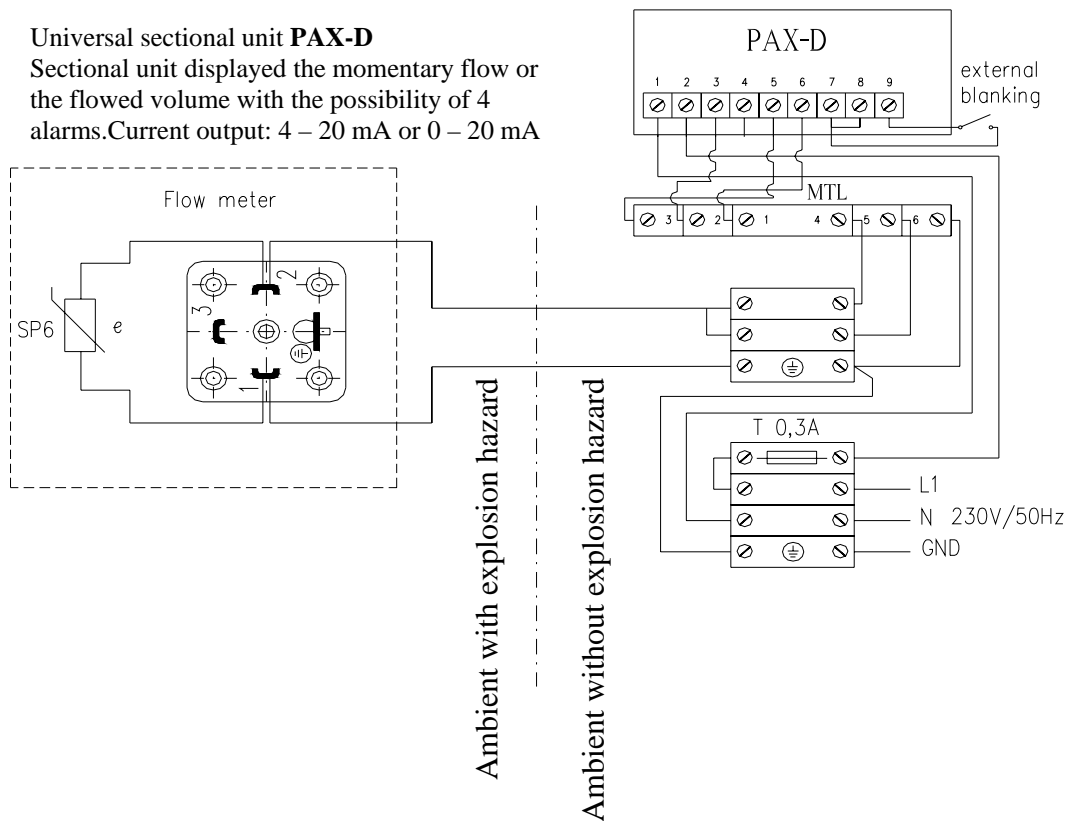 Universal sectional unit PAX-D
Sectional unit displayed the momentary flow or
the flowed volume with the possibility of 4
alarms.Current output: 4 – 20 mA or 0 – 20 mA
PAX-D
1 2 3 4 5 6 7 8 9
external
blanking
MTL
3 2 1 4 5 6
Flow meter
SP6
e
2
3
1
T 0,3A
L1
N 230V/50Hz
GND
Ambient with explosion hazard
Ambient without explosion hazard